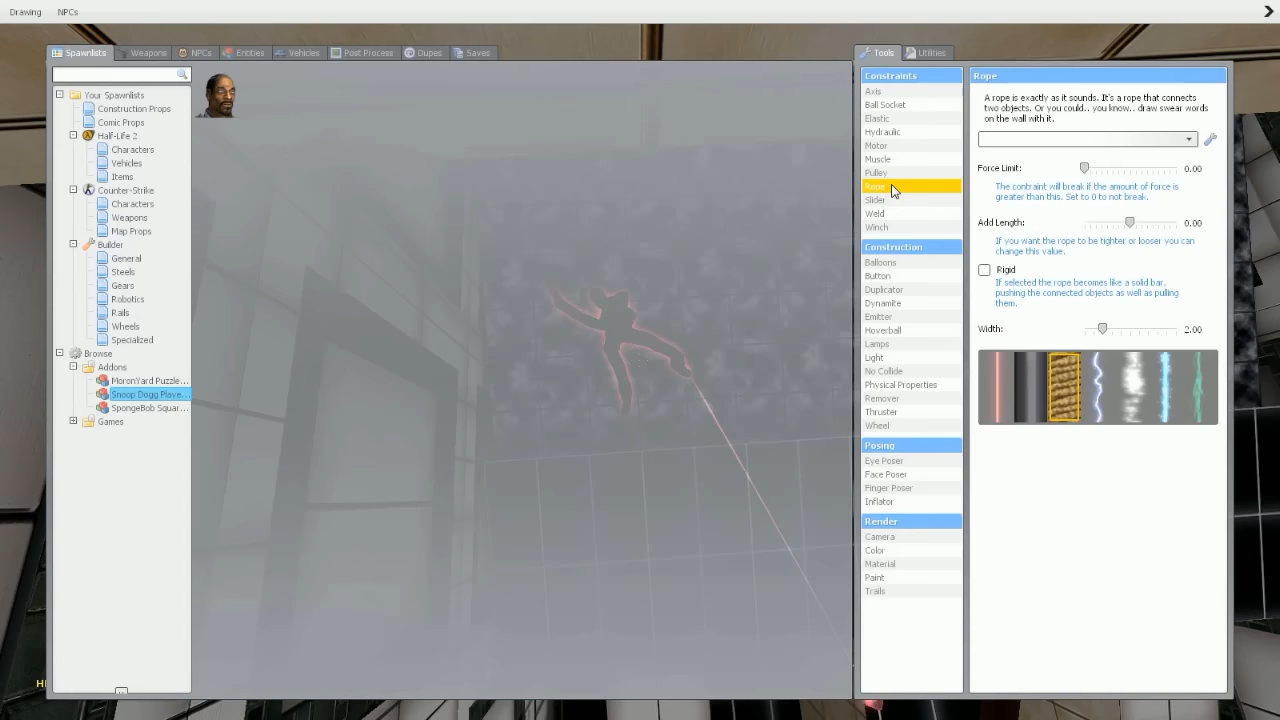 Drawing NPCs
Spawnlists Weapons NPCs Entities Vehicles Post Process Dupes Saves
Your Spawnlists
Construction Props
Comic Props
Half-Life 2
Characters
Vehicles
Items
Counter-Strike
Characters
Weapons
Map Props
Builder
General
Steels
Gears
Robotics
Rails
Wheels
Specialized
Browse
Addons
MoronYard Puzzle...
Snoop Dogg Playe...
SpongeBob Squar...
Games
Tools Utilities
Constraints
Axis
Ball Socket
Elastic
Hydraulic
Motor
Muscle
Pulley
Rope
Slider
Weld
Winch
Construction
Balloons
Button
Duplicator
Dynamite
Emitter
Hoverball
Lamps
Light
No Collide
Physical Properties
Remover
Thruster
Wheel
Posing
Eye Poser
Face Poser
Finger Poser
Inflator
Render
Camera
Color
Material
Paint
Trails
Rope
A rope is exactly as it sounds. It's a rope that connects
two objects. Or you could.. you know.. draw swear words
on the wall with it.
Force Limit: 0.00
The contraint will break if the amount of force is
greater than this. Set to 0 to not break.
Add Length: 0.00
If you want the rope to be tighter or looser you can
change this value.
Rigid
If selected the rope becomes like a solid bar,
pushing the connected objects as well as pulling
them.
Width: 2.00